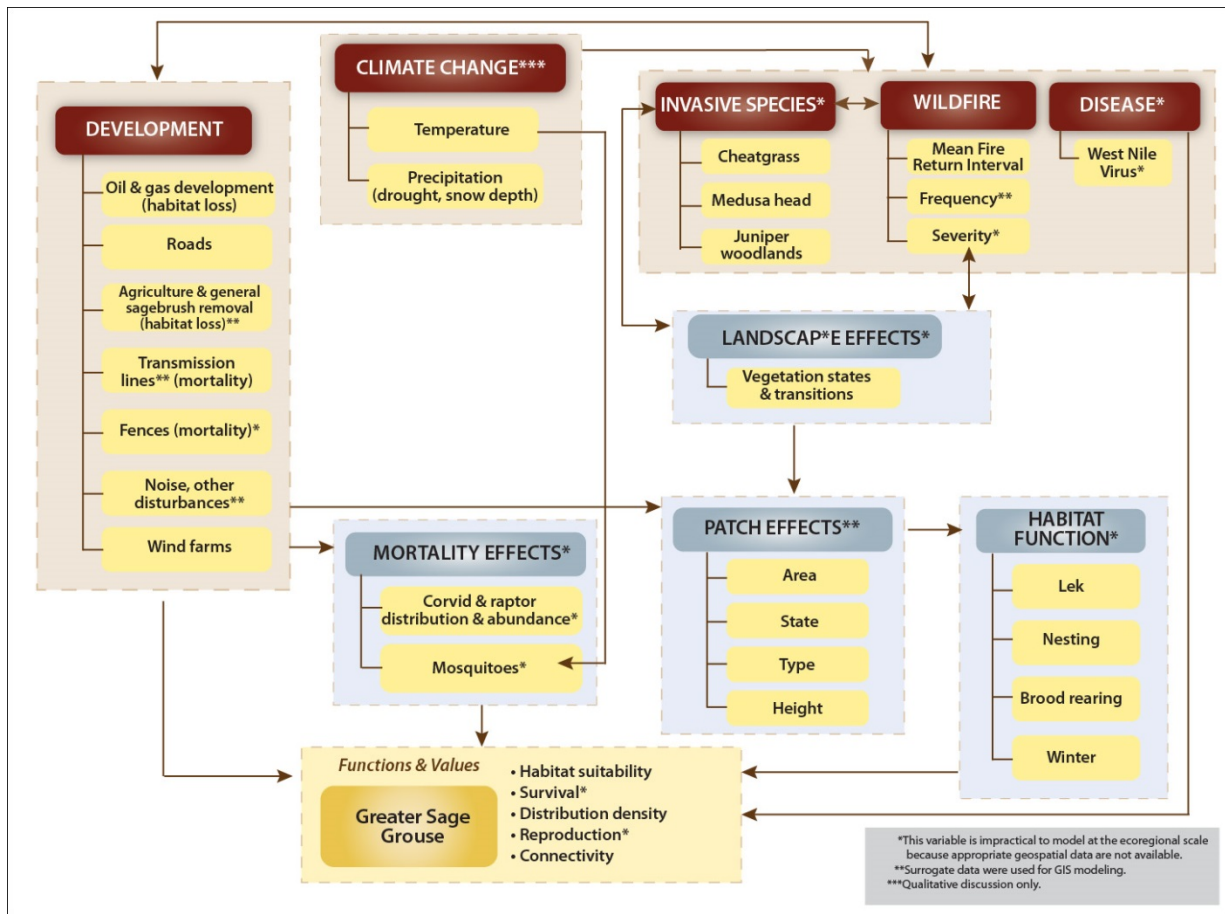 DEVELOPMENT
Oil & gas development
(habitat loss)
Roads
Agriculture & general
sagebrush removal
(habitat loss)**
Transmission
lines** (mortality)
Fences (mortality)*
Noise, other
disturbances**
Wind farms
CLIMATE CHANGE***
Temperature
Precipitation
(drought, snow depth)
INVASIVE SPECIES*
Cheatgrass
Medusa head
Juniper
woodlands
WILDFIRE
Mean Fire
Return Interval
Frequency**
Severity*
DISEASE*
West Nile
Virus*
LANDSCAP*E EFFECTS*
Vegetation states
& transitions
MORTALITY EFFECTS*
Corvid & raptor
distribution & abundance*
Mosquitoes*
PATCH EFFECTS**
Area
State
Type
Height
HABITAT
FUNCTION*
Lek
Nesting
Brood rearing
Winter
Functions & Values
Greater Sage
Grouse
• Habitat suitability
• Survival*
• Distribution density
• Reproduction*
• Connectivity
*This variable is impractical to model at the ecoregional scale
because appropriate geospatial data are not available.
**Surrogate data were used for GIS modeling.
***Qualitative discussion only.